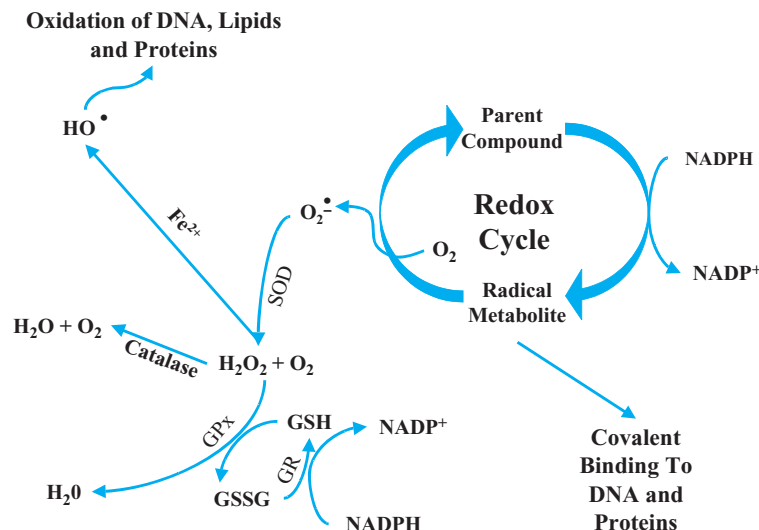 Oxidation of DNA, Lipids
and Proteins
HO •
Parent
Compound
NADPH
Fe²⁺
O₂•̄
Redox
Cycle
O₂
NADP⁺
SOD
Radical
Metabolite
H₂O + O₂
Catalase
H₂O₂ + O₂
GPx
GSH
NADP⁺
GR
Covalent
Binding To
DNA and
Proteins
H₂0
GSSG
NADPH